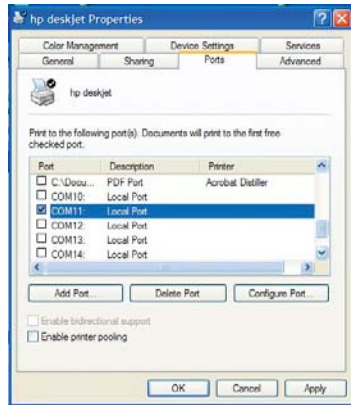 hp deskjet Properties
Color Management Device Settings Services
General Sharing Ports Advanced
hp deskjet
Print to the following port(s). Documents will print to the first free
checked port.
Port Description Printer
C:\Docu... PDF Port Acrobat Distiller
COM10: Local Port
COM11: Local Port
COM12: Local Port
COM13: Local Port
COM14: Local Port
Add Port... Delete Port Configure Port...
Enable bidirectional support
Enable printer pooling
OK Cancel Apply